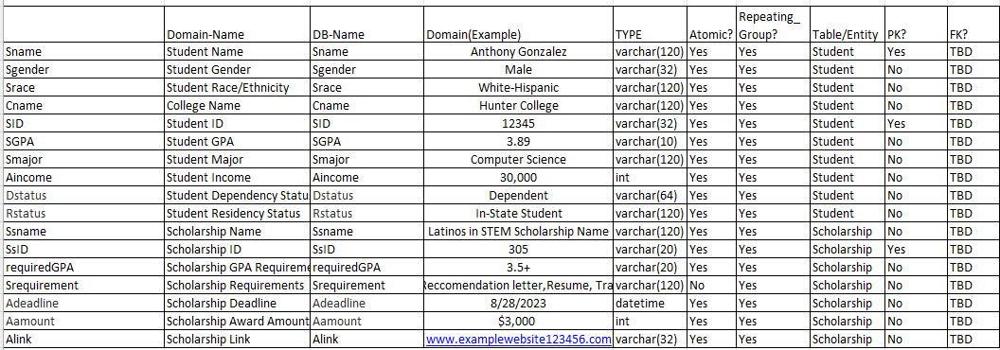 Domain-Name DB-Name Domain(Example) TYPE Atomic? Repeating_Group? Table/Entity PK? FK?
Sname Student Name Sname Anthony Gonzalez varchar(120) Yes Yes Student Yes TBD
Sgender Student Gender Sgender Male varchar(32) Yes Yes Student No TBD
Srace Student Race/Ethnicity Srace White-Hispanic varchar(120) Yes Yes Student No TBD
Cname College Name Cname Hunter College varchar(120) Yes Yes Student No TBD
SID Student ID SID 12345 varchar(32) Yes Yes Student Yes TBD
SGPA Student GPA SGPA 3.89 varchar(10) Yes Yes Student No TBD
Smajor Student Major Smajor Computer Science varchar(120) Yes Yes Student No TBD
Aincome Student Income Aincome 30,000 int Yes Yes Student No TBD
Dstatus Student Dependency Statu Dstatus Dependent varchar(64) Yes Yes Student No TBD
Rstatus Student Residency Status Rstatus In-State Student varchar(120) Yes Yes Student No TBD
Ssname Scholarship Name Ssname Latinos in STEM Scholarship Name varchar(120) Yes Yes Scholarship No TBD
SsID Scholarship ID SsID 305 varchar(20) Yes Yes Scholarship Yes TBD
requiredGPA Scholarship GPA Requireme requiredGPA 3.5+ varchar(20) Yes Yes Scholarship No TBD
Srequirement Scholarship Requirements Srequirement Reccomendation letter,Resume, Tra varchar(120) No Yes Scholarship No TBD
Adeadline Scholarship Deadline Adeadline 8/28/2023 datetime Yes Yes Scholarship No TBD
Aamount Scholarship Award Amount Aamount $3,000 int Yes Yes Scholarship No TBD
Alink Scholarship Link Alink www.examplewebsite123456.com varchar(32) Yes Yes Scholarship No TBD